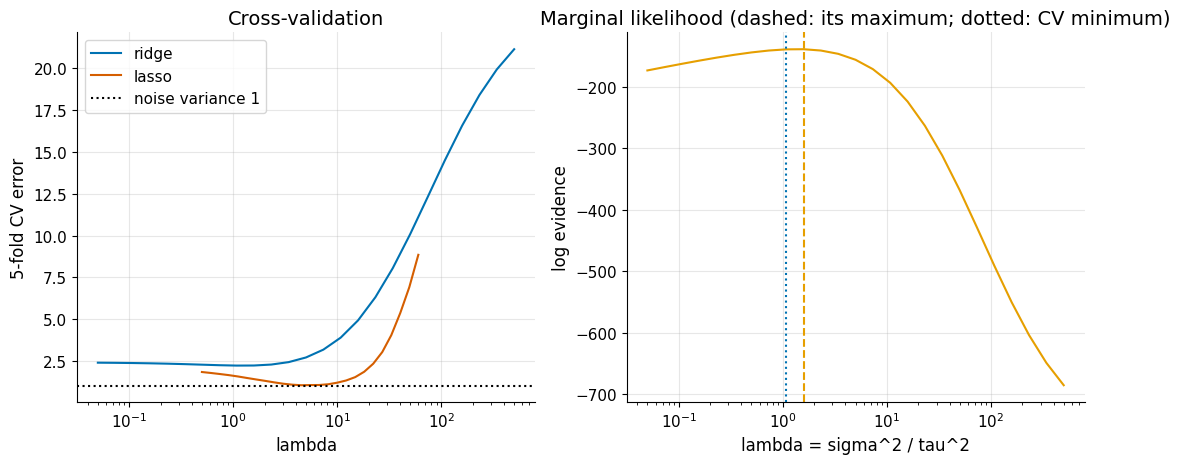 Cross-validation
ridge
lasso
noise variance 1
20.0
17.5
15.0
12.5
10.0
7.5
5.0
2.5
5-fold CV error
10^-1
10^0
10^1
10^2
lambda
Marginal likelihood (dashed: its maximum; dotted: CV minimum)
−200
−300
−400
−500
−600
−700
log evidence
10^-1
10^0
10^1
10^2
lambda = sigma^2 / tau^2